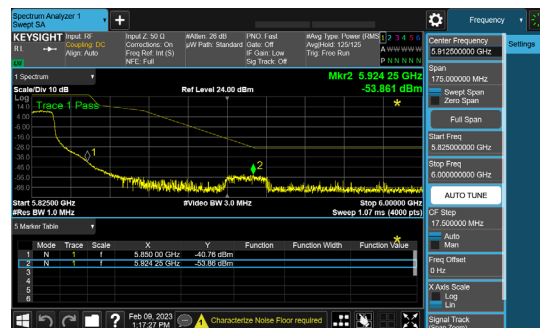 Spectrum Analyzer 1
Swept SA
+
Frequency
KEYSIGHT
Input: RF
Coupling: DC
Align: Auto
Input Z: 50 Ω
Corrections: On
Freq Ref: Int (S)
NFE: Full
#Atten: 26 dB
µW Path: Standard
PNO: Fast
Gate: Off
IF Gain: Low
Sig Track: Off
#Avg Type: Power (RMS
Avg|Hold: 125/125
Trig: Free Run
1 2 3 4 5 6
A W W W W W
P N N N N N
Settings
Center Frequency
5.912500000 GHz
Span
175.000000 MHz
Swept Span
Zero Span
Full Span
Start Freq
5.825000000 GHz
Stop Freq
6.000000000 GHz
AUTO TUNE
CF Step
17.500000 MHz
Auto
Man
Freq Offset
0 Hz
X Axis Scale
Log
Lin
Signal Track
(Span Zoom)
1 Spectrum
Scale/Div 10 dB
Ref Level 24.00 dBm
Mkr2 5.924 25 GHz
-53.861 dBm
Log
Trace 1 Pass
14.0
4.00
-6.00
-16.0
-26.0
-36.0
-46.0
-56.0
-66.0
1
2
Start 5.82500 GHz
#Res BW 1.0 MHz
#Video BW 3.0 MHz
Stop 6.00000 GHz
Sweep 1.07 ms (4000 pts)
5 Marker Table
Mode Trace Scale X Y Function Function Width Function Value
1 N 1 f 5.850 00 GHz -40.76 dBm
2 N 1 f 5.924 25 GHz -53.86 dBm
3
4
5
6
Feb 09, 2023
1:17:27 PM
Characterize Noise Floor required